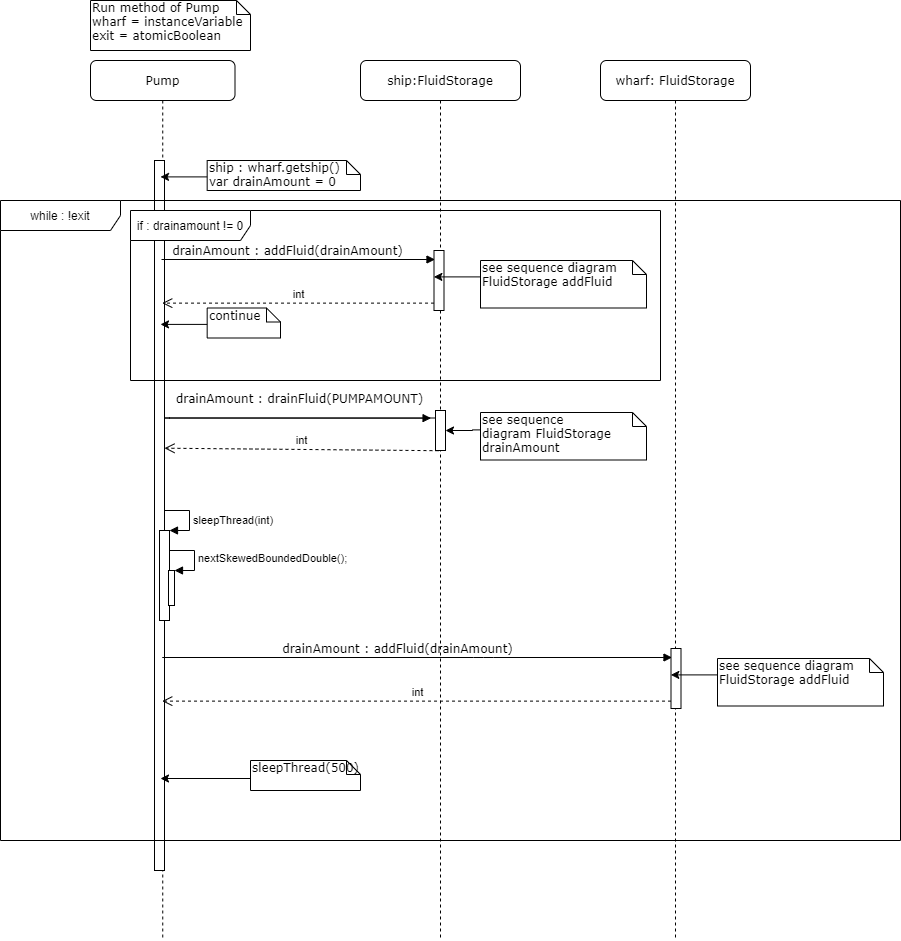 Run method of Pump
wharf = instanceVariable
exit = atomicBoolean
Pump
ship:FluidStorage
wharf: FluidStorage
ship : wharf.getship()
var drainAmount = 0
while : !exit
if : drainamount != 0
drainAmount : addFluid(drainAmount)
see sequence diagram
FluidStorage addFluid
int
continue
drainAmount : drainFluid(PUMPAMOUNT)
see sequence
diagram FluidStorage
drainAmount
int
sleepThread(int)
nextSkewedBoundedDouble();
drainAmount : addFluid(drainAmount)
see sequence diagram
FluidStorage addFluid
int
sleepThread(500)